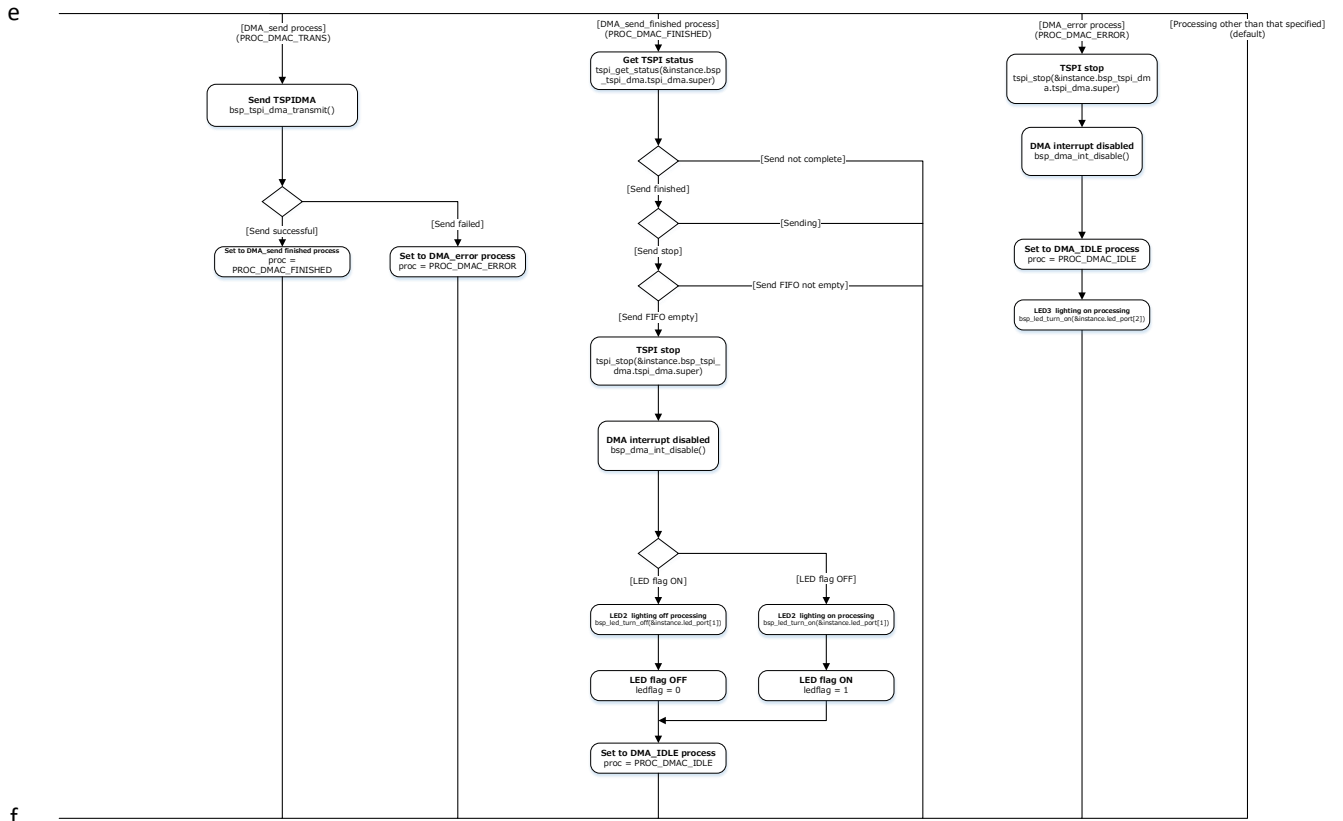 e
[DMA_send process]
(PROC_DMAC_TRANS)
Send TSPIDMA
bsp_tspi_dma_transmit()
[Send failed]
[Send successful]
Set to DMA_send finished process
proc =
PROC_DMAC_FINISHED
Set to DMA_error process
proc = PROC_DMAC_ERROR
[DMA_send_finished process]
(PROC_DMAC_FINISHED)
Get TSPI status
tspi_get_status(&instance.bsp
_tspi_dma.tspi_dma.super)
[Send not complete]
[Send finished]
[Sending]
[Send stop]
[Send FIFO not empty]
[Send FIFO empty]
TSPI stop
tspi_stop(&instance.bsp_tspi_
dma.tspi_dma.super)
DMA interrupt disabled
bsp_dma_int_disable()
[LED flag ON]
[LED flag OFF]
LED2 lighting off processing
bsp_led_turn_off(&instance.led_port[1])
LED2 lighting on processing
bsp_led_turn_on(&instance.led_port[1])
LED flag OFF
ledflag = 0
LED flag ON
ledflag = 1
Set to DMA_IDLE process
proc = PROC_DMAC_IDLE
[DMA_error process]
(PROC_DMAC_ERROR)
TSPI stop
tspi_stop(&instance.bsp_tspi_dm
a.tspi_dma.super)
DMA interrupt disabled
bsp_dma_int_disable()
Set to DMA_IDLE process
proc = PROC_DMAC_IDLE
LED3 lighting on processing
bsp_led_turn_on(&instance.led_port[2])
[Processing other than that specified]
(default)
f